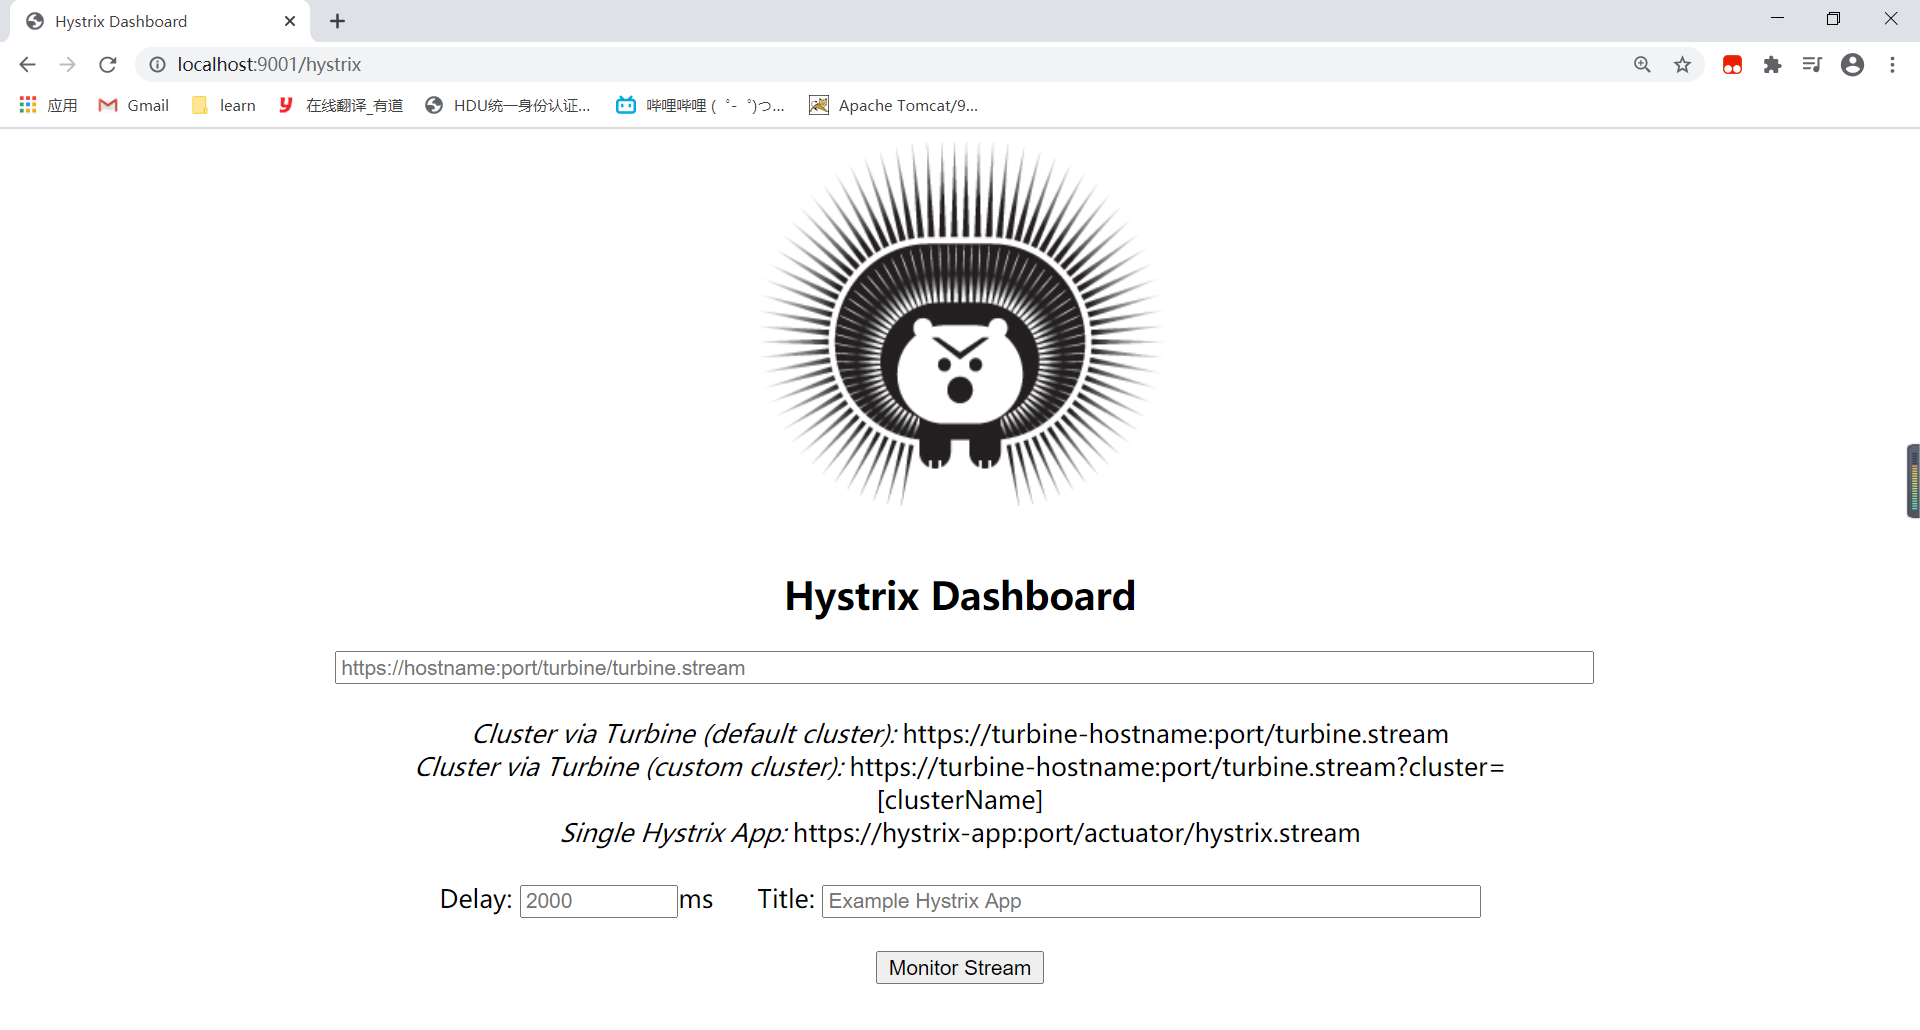 Hystrix Dashboard
localhost:9001/hystrix
应用 Gmail learn 在线翻译_有道 HDU统一身份认证... 哔哩哔哩 ( ゜- ゜)つ... Apache Tomcat/9...
Hystrix Dashboard
https://hostname:port/turbine/turbine.stream
Cluster via Turbine (default cluster): https://turbine-hostname:port/turbine.stream
Cluster via Turbine (custom cluster): https://turbine-hostname:port/turbine.stream?cluster=
[clusterName]
Single Hystrix App: https://hystrix-app:port/actuator/hystrix.stream
Delay: 2000 ms Title: Example Hystrix App
Monitor Stream